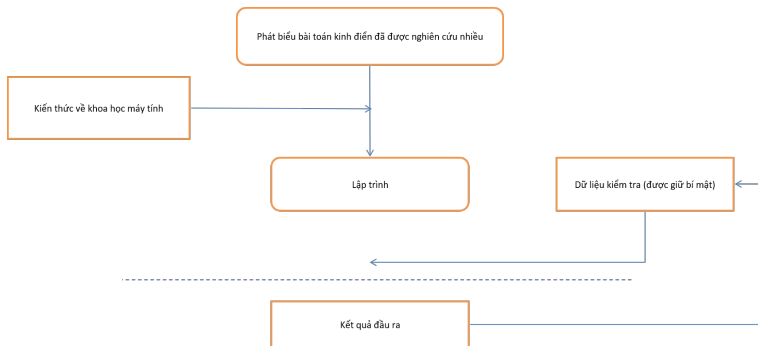 Phát biểu bài toán kinh điển đã được nghiên cứu nhiều
Kiến thức về khoa học máy tính
Lập trình
Dữ liệu kiểm tra (được giữ bí mật)
Kết quả đầu ra